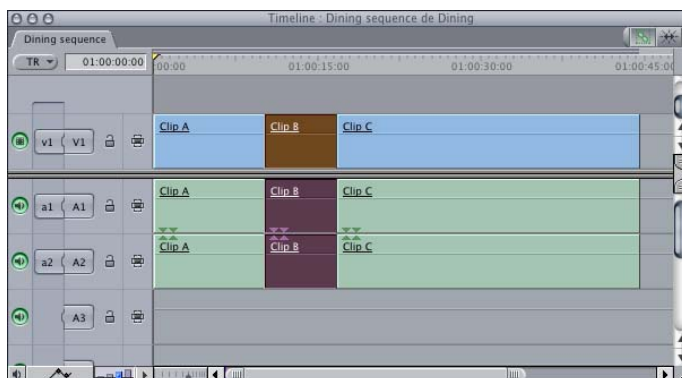 Timeline : Dining sequence de Dining
Dining sequence
TR 01:00:00:00 :00:00 01:00:15:00 01:00:30:00 01:00:45:00
v1 V1 Clip A Clip B Clip C
a1 A1 Clip A Clip B Clip C
a2 A2 Clip A Clip B Clip C
A3